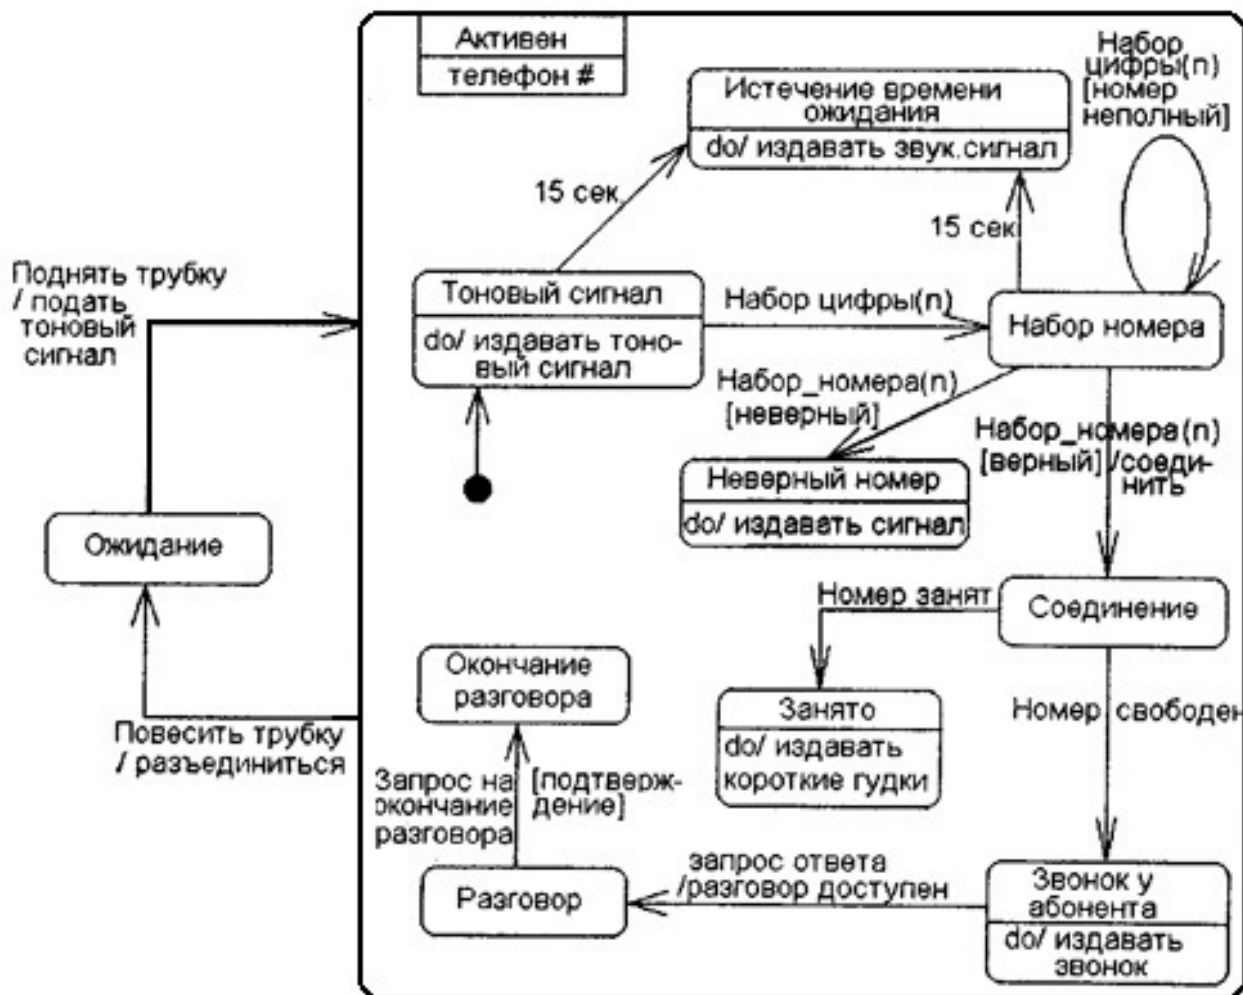 Активен
телефон #
Набор
цифры(n)
[номер
неполный]
Истечение времени
ожидания
do/ издавать звук.сигнал
15 сек.
15 сек
Поднять трубку
/ подать
тоновый
сигнал
Тоновый сигнал
do/ издавать тоно-
вый сигнал
Набор цифры(n)
Набор номера
Набор_номера(n)
[неверный]
Набор_номера(n)
[верный] /соеди-
нить
Неверный номер
do/ издавать сигнал
Ожидание
Номер занят
Соединение
Окончание
разговора
Занято
do/ издавать
короткие гудки
Номер свободен
Повесить трубку
/ разъединиться
Запрос на
окончание
разговора
[подтверж-
дение]
запрос ответа
/разговор доступен
Разговор
Звонок у
абонента
do/ издавать
звонок